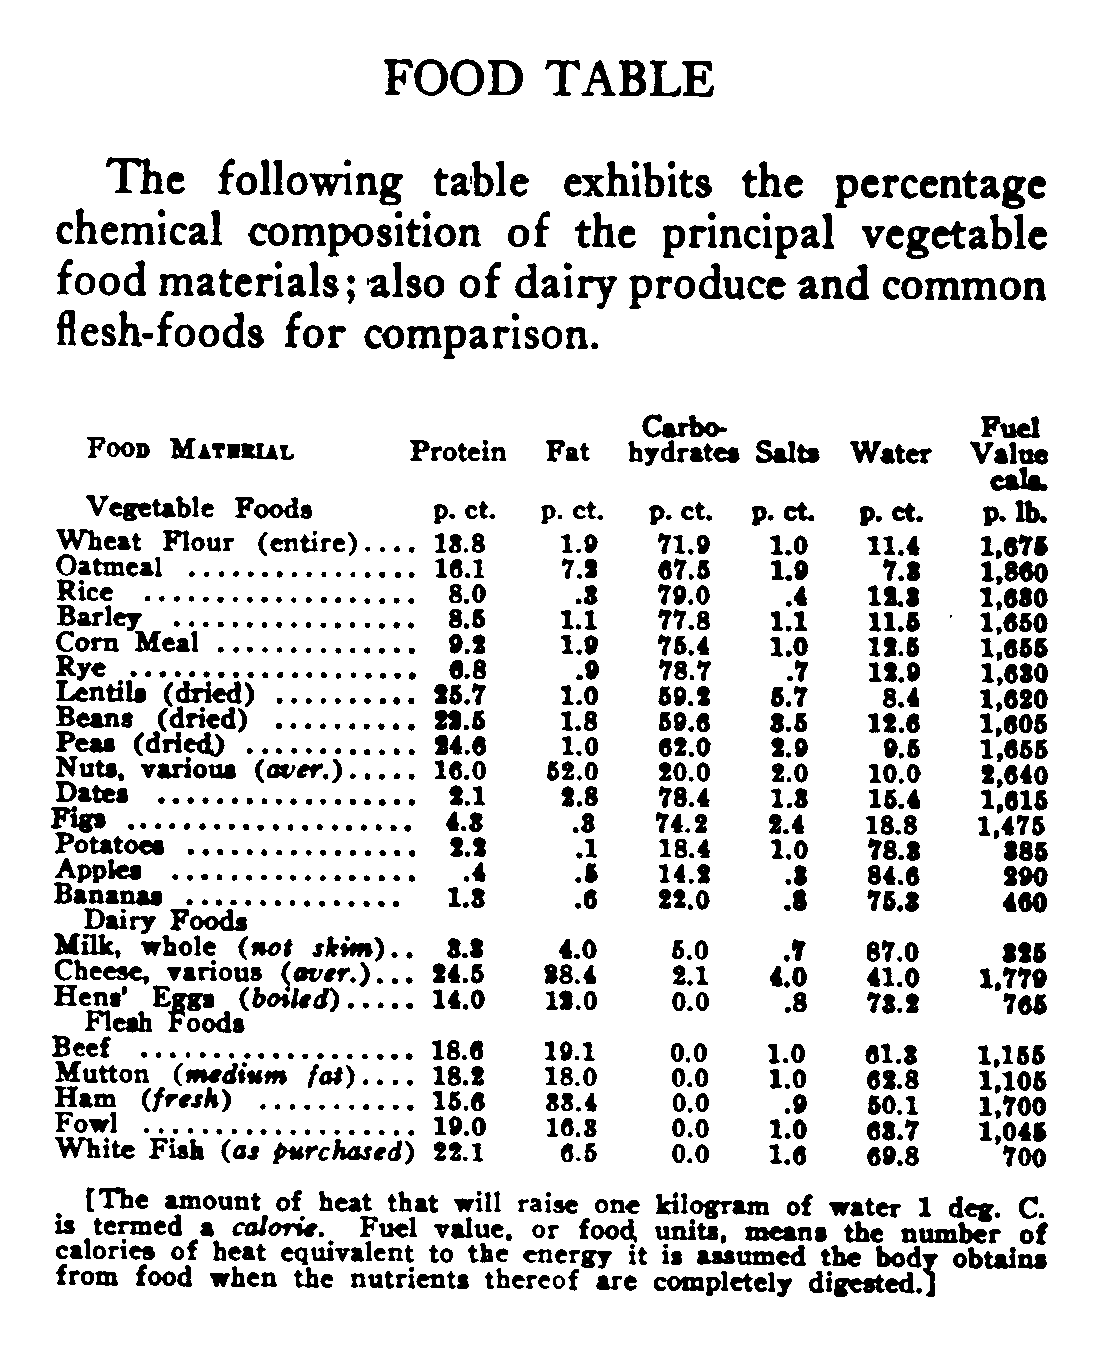 FOOD TABLE
The following table exhibits the percentage
chemical composition of the principal vegetable
food materials; also of dairy produce and common
flesh-foods for comparison.
FOOD MATERIAL Protein Fat Carbo-hydrates Salts Water Fuel Value cals.
Vegetable Foods p. ct. p. ct. p. ct. p. ct. p. ct. p. lb.
Wheat Flour (entire).... 13.8 1.9 71.9 1.0 11.4 1,675
Oatmeal ................ 16.1 7.2 67.5 1.9 7.3 1,860
Rice ................... 8.0 .3 79.0 .4 12.3 1,630
Barley ................. 8.5 1.1 77.8 1.1 11.5 1,650
Corn Meal .............. 9.2 1.9 75.4 1.0 12.5 1,655
Rye .................... 6.8 .9 78.7 .7 12.9 1,630
Lentils (dried) .......... 25.7 1.0 59.2 5.7 8.4 1,620
Beans (dried) .......... 22.5 1.8 59.6 3.5 12.6 1,605
Peas (dried) ............ 24.6 1.0 62.0 2.9 9.5 1,655
Nuts, various (aver.)..... 16.0 52.0 20.0 2.0 10.0 2,640
Dates .................. 2.1 2.8 78.4 1.3 15.4 1,615
Figs .................... 4.3 .3 74.2 2.4 18.8 1,475
Potatoes ................ 2.2 .1 18.4 1.0 78.3 385
Apples ................. .4 .5 14.2 .3 84.6 290
Bananas ............... 1.3 .6 22.0 .8 75.3 460
Dairy Foods
Milk, whole (not skim).. 3.3 4.0 5.0 .7 87.0 325
Cheese, various (aver.)... 24.5 28.4 2.1 4.0 41.0 1,779
Hens' Eggs (boiled)..... 14.0 12.0 0.0 .8 73.2 765
Flesh Foods
Beef ................... 18.6 19.1 0.0 1.0 61.3 1,155
Mutton (medium fat).... 18.2 18.0 0.0 1.0 62.8 1,105
Ham (fresh) ........... 15.6 33.4 0.0 .9 50.1 1,700
Fowl ................... 19.0 16.3 0.0 1.0 63.7 1,045
White Fish (as purchased) 22.1 6.5 0.0 1.6 69.8 700
[The amount of heat that will raise one kilogram of water 1 deg. C.
is termed a calorie. Fuel value, or food units, means the number of
calories of heat equivalent to the energy it is assumed the body obtains
from food when the nutrients thereof are completely digested.]